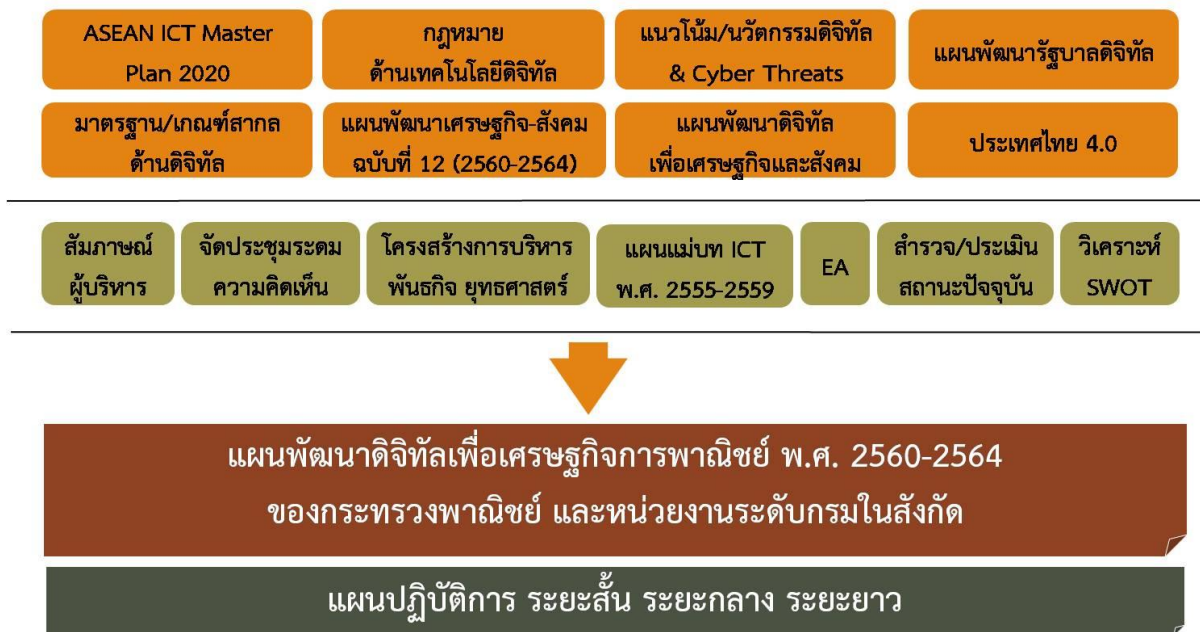 ASEAN ICT Master
Plan 2020
กฎหมาย
ด้านเทคโนโลยีดิจิทัล
แนวโน้ม/นวัตกรรมดิจิทัล
& Cyber Threats
แผนพัฒนารัฐบาลดิจิทัล
มาตรฐาน/เกณฑ์สากล
ด้านดิจิทัล
แผนพัฒนาเศรษฐกิจ-สังคม
ฉบับที่ 12 (2560-2564)
แผนพัฒนาดิจิทัล
เพื่อเศรษฐกิจและสังคม
ประเทศไทย 4.0
สัมภาษณ์
ผู้บริหาร
จัดประชุมระดม
ความคิดเห็น
โครงสร้างการบริหาร
พันธกิจ ยุทธศาสตร์
แผนแม่บท ICT
พ.ศ. 2555-2559
EA
สำรวจ/ประเมิน
สถานะปัจจุบัน
วิเคราะห์
SWOT
แผนพัฒนาดิจิทัลเพื่อเศรษฐกิจการพาณิชย์ พ.ศ. 2560-2564
ของกระทรวงพาณิชย์ และหน่วยงานระดับกรมในสังกัด
แผนปฏิบัติการ ระยะสั้น ระยะกลาง ระยะยาว